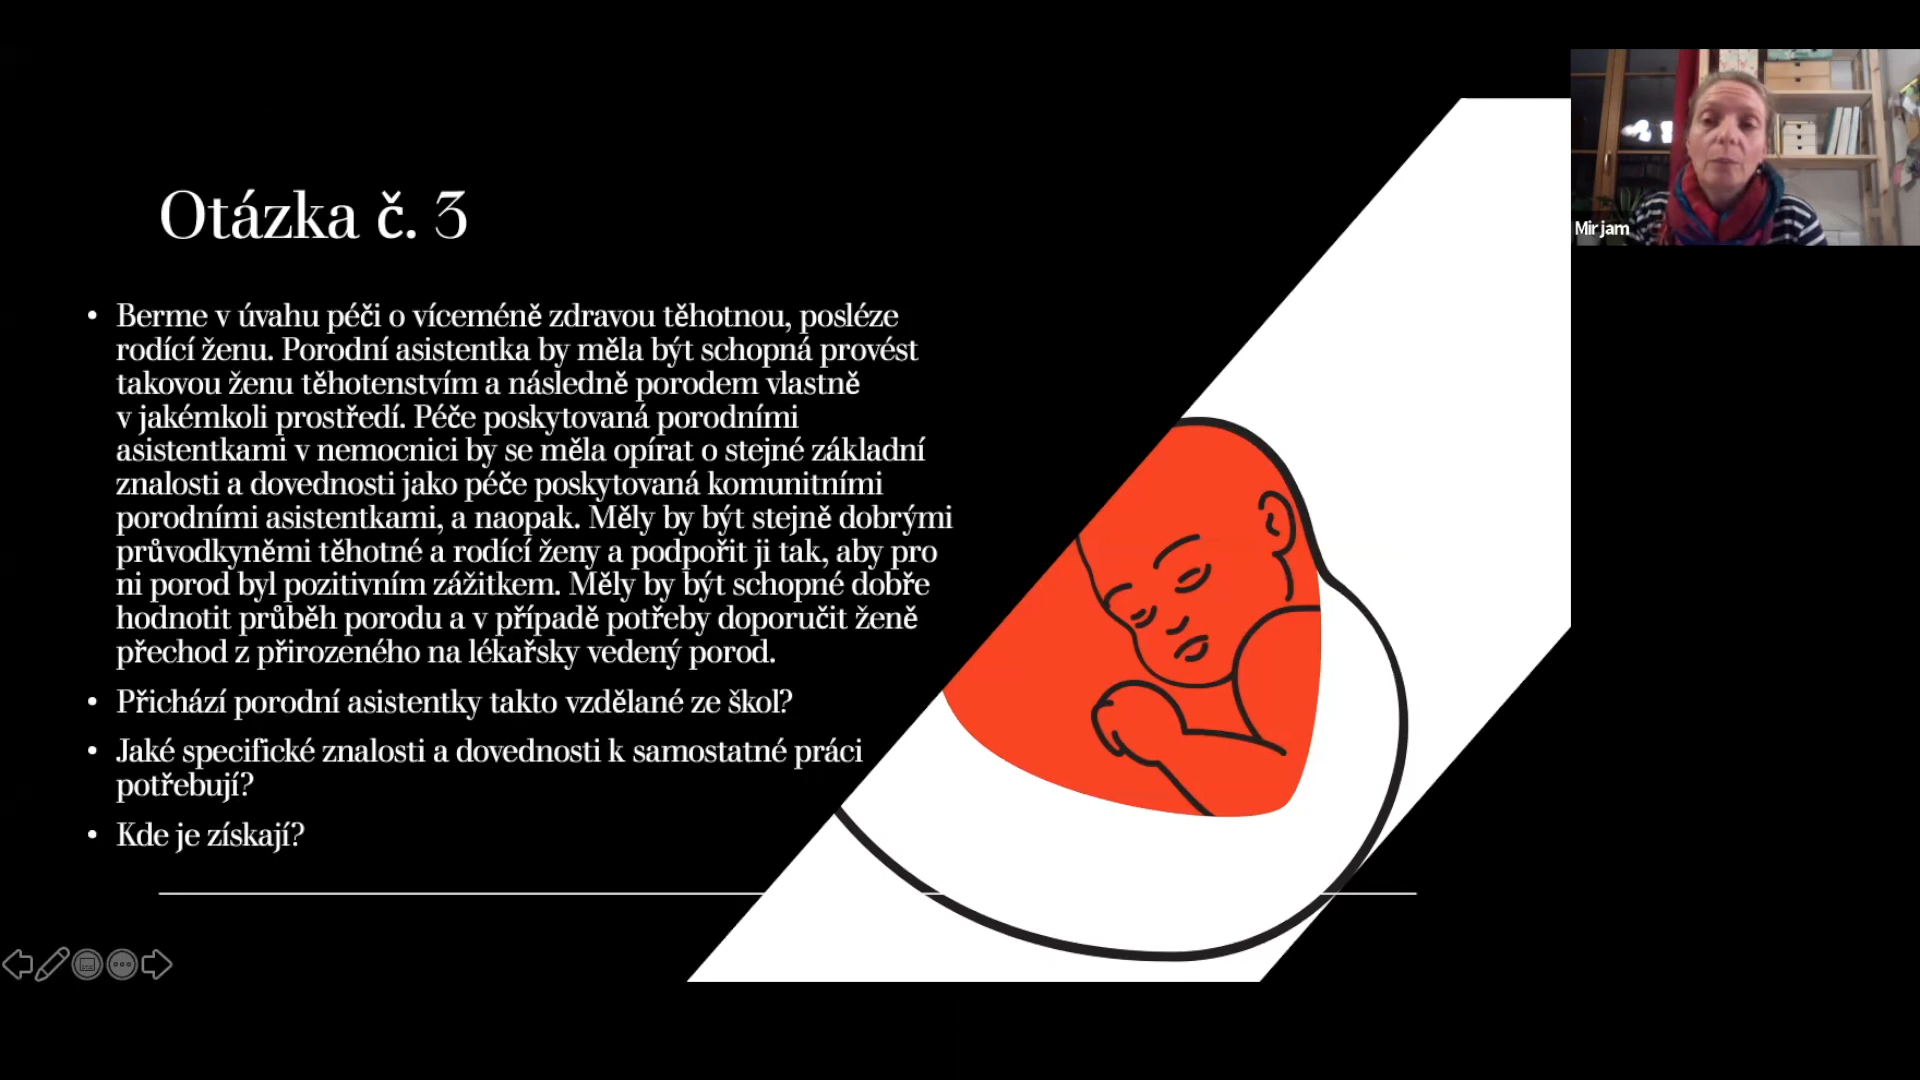 Otázka č. 3
• Berme v úvahu péči o víceméně zdravou těhotnou, posléze
rodící ženu. Porodní asistentka by měla být schopná provést
takovou ženu těhotenstvím a následně porodem vlastně
v jakémkoli prostředí. Péče poskytovaná porodními
asistentkami v nemocnici by se měla opírat o stejné základní
znalosti a dovednosti jako péče poskytovaná komunitními
porodními asistentkami, a naopak. Měly by být stejně dobrými
průvodkyněmi těhotné a rodící ženy a podpořit ji tak, aby pro
ni porod byl pozitivním zážitkem. Měly by být schopné dobře
hodnotit průběh porodu a v případě potřeby doporučit ženě
přechod z přirozeného na lékařsky vedený porod.
• Přichází porodní asistentky takto vzdělané ze škol?
• Jaké specifické znalosti a dovednosti k samostatné práci
potřebují?
• Kde je získají?
Mirjam